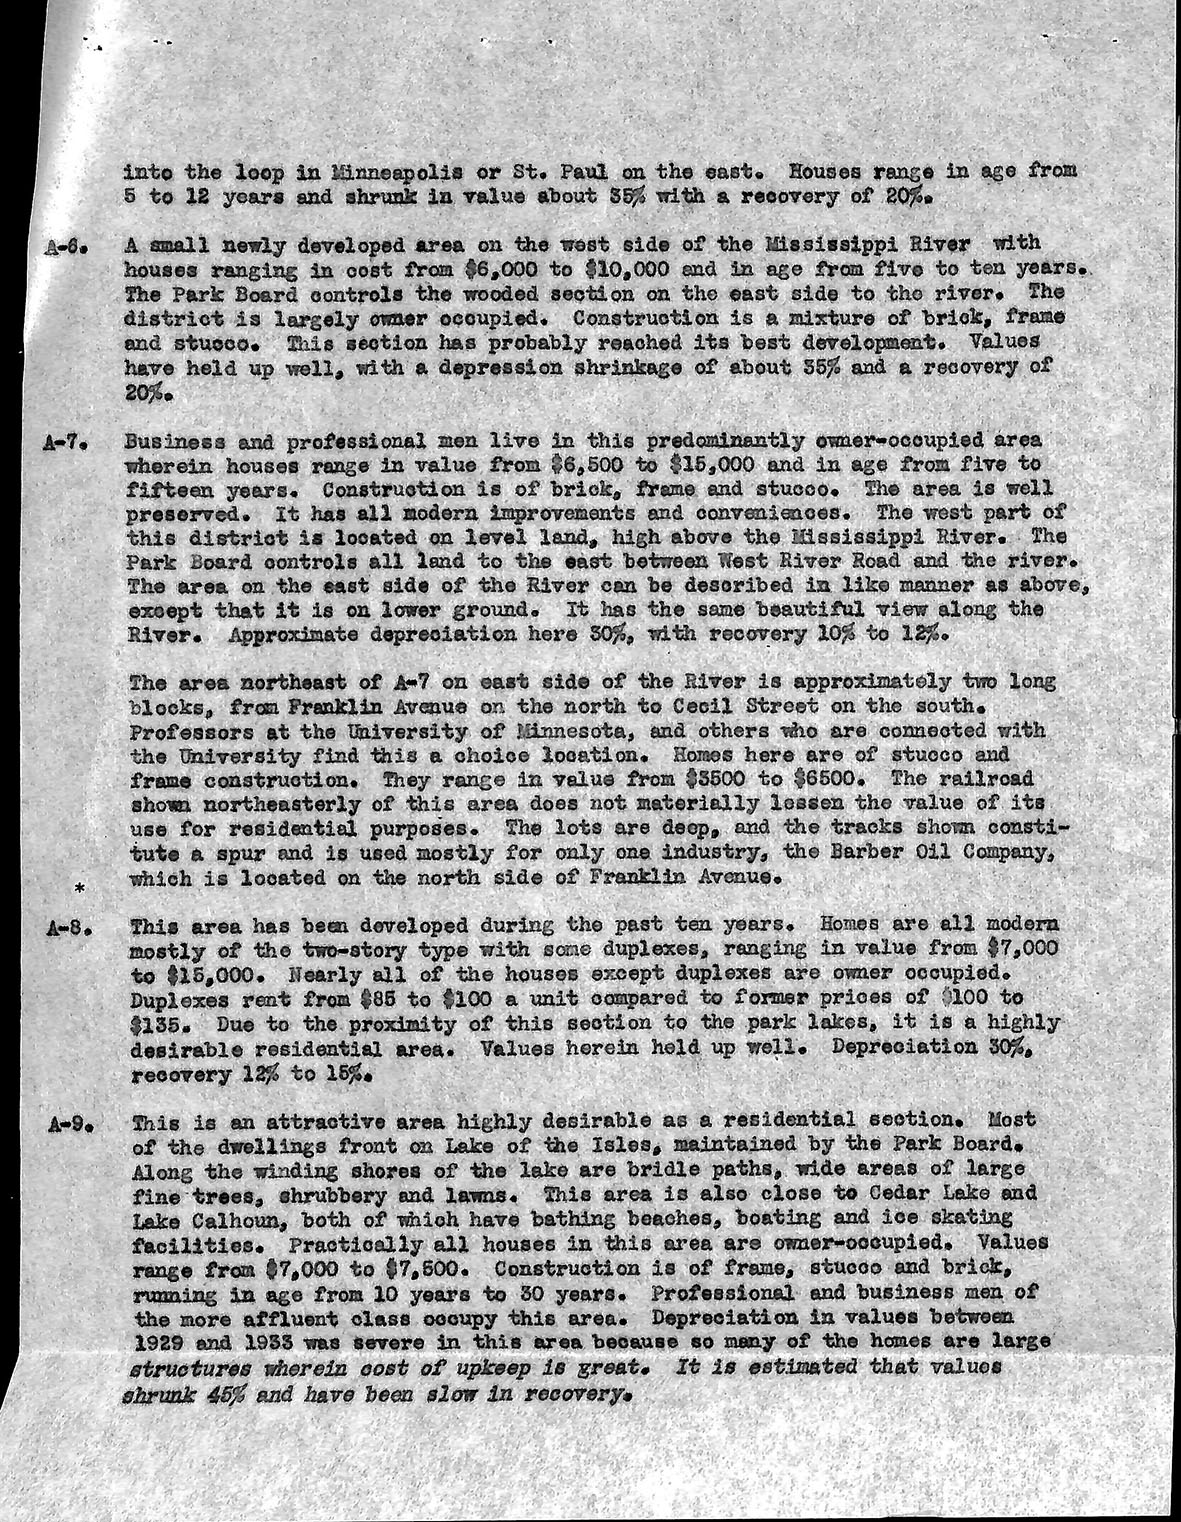 into the loop in Minneapolis or St. Paul on the east. Houses range in age from
5 to 12 years and shrunk in value about 35% with a recovery of 20%.
A-6. A small newly developed area on the west side of the Mississippi River with
houses ranging in cost from $6,000 to $10,000 and in age from five to ten years.
The Park Board controls the wooded section on the east side to the river. The
district is largely owner occupied. Construction is a mixture of brick, frame
and stucco. This section has probably reached its best development. Values
have held up well, with a depression shrinkage of about 35% and a recovery of
20%.
A-7. Business and professional men live in this predominantly owner-occupied area
wherein houses range in value from $6,500 to $15,000 and in age from five to
fifteen years. Construction is of brick, frame and stucco. The area is well
preserved. It has all modern improvements and conveniences. The west part of
this district is located on level land, high above the Mississippi River. The
Park Board controls all land to the east between West River Road and the river.
The area on the east side of the River can be described in like manner as above,
except that it is on lower ground. It has the same beautiful view along the
River. Approximate depreciation here 30%, with recovery 10% to 12%.
The area northeast of A-7 on east side of the River is approximately two long
blocks, from Franklin Avenue on the north to Cecil Street on the south.
Professors at the University of Minnesota, and others who are connected with
the University find this a choice location. Homes here are of stucco and
frame construction. They range in value from $3500 to $6500. The railroad
shown northeasterly of this area does not materially lessen the value of its
use for residential purposes. The lots are deep, and the tracks shown consti-
tute a spur and is used mostly for only one industry, the Barber Oil Company,
* which is located on the north side of Franklin Avenue.
A-8. This area has been developed during the past ten years. Homes are all modern
mostly of the two-story type with some duplexes, ranging in value from $7,000
to $15,000. Nearly all of the houses except duplexes are owner occupied.
Duplexes rent from $85 to $100 a unit compared to former prices of $100 to
$135. Due to the proximity of this section to the park lakes, it is a highly
desirable residential area. Values herein held up well. Depreciation 30%,
recovery 12% to 15%.
A-9. This is an attractive area highly desirable as a residential section. Most
of the dwellings front on Lake of the Isles, maintained by the Park Board.
Along the winding shores of the lake are bridle paths, wide areas of large
fine trees, shrubbery and lawns. This area is also close to Cedar Lake and
Lake Calhoun, both of which have bathing beaches, boating and ice skating
facilities. Practically all houses in this area are owner-occupied. Values
range from $7,000 to $7,500. Construction is of frame, stucco and brick,
running in age from 10 years to 30 years. Professional and business men of
the more affluent class occupy this area. Depreciation in values between
1929 and 1933 was severe in this area because so many of the homes are large
structures wherein cost of upkeep is great. It is estimated that values
shrunk 45% and have been slow in recovery.